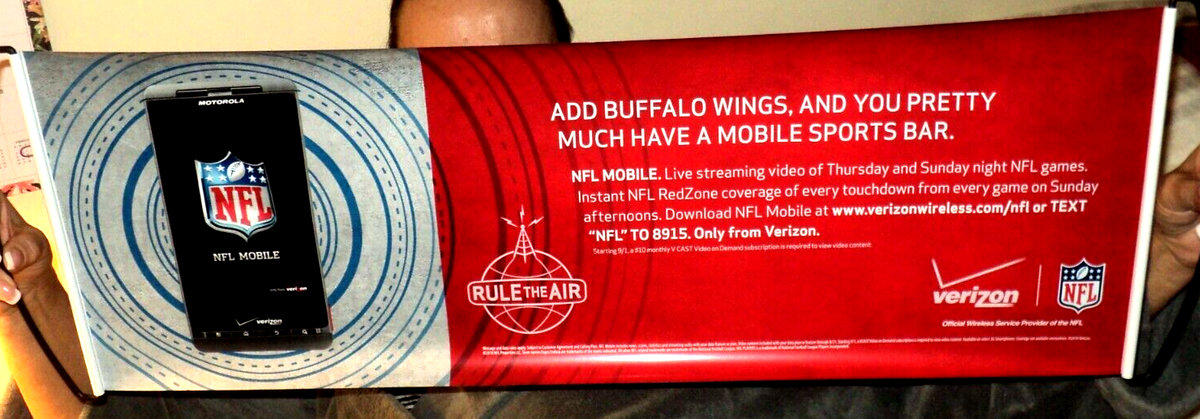 MOTOROLA
NFL
NFL MOBILE
verizon
verizon
ADD BUFFALO WINGS, AND YOU PRETTY
MUCH HAVE A MOBILE SPORTS BAR.
NFL MOBILE. Live streaming video of Thursday and Sunday night NFL games.
Instant NFL RedZone coverage of every touchdown from every game on Sunday
afternoons. Download NFL Mobile at www.verizonwireless.com/nfl or TEXT
“NFL” TO 8915. Only from Verizon.
Starting 9/1, a $10 monthly V CAST Video on Demand subscription is required to view video content.
RULE THE AIR
verizon
NFL
Official Wireless Service Provider of the NFL